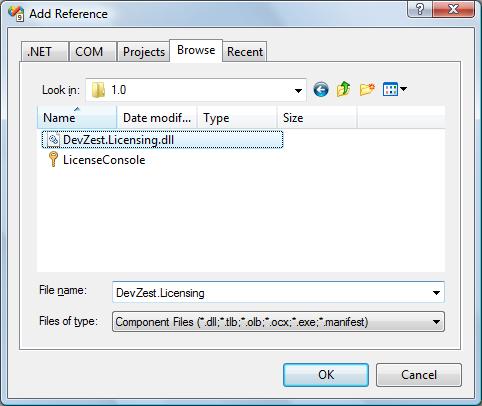 Add Reference
.NET COM Projects Browse Recent
Look in: 1.0
Name Date modif... Type Size
DevZest.Licensing.dll
LicenseConsole
File name: DevZest.Licensing
Files of type: Component Files (*.dll;*.tlb;*.olb;*.ocx;*.exe;*.manifest)
OK Cancel